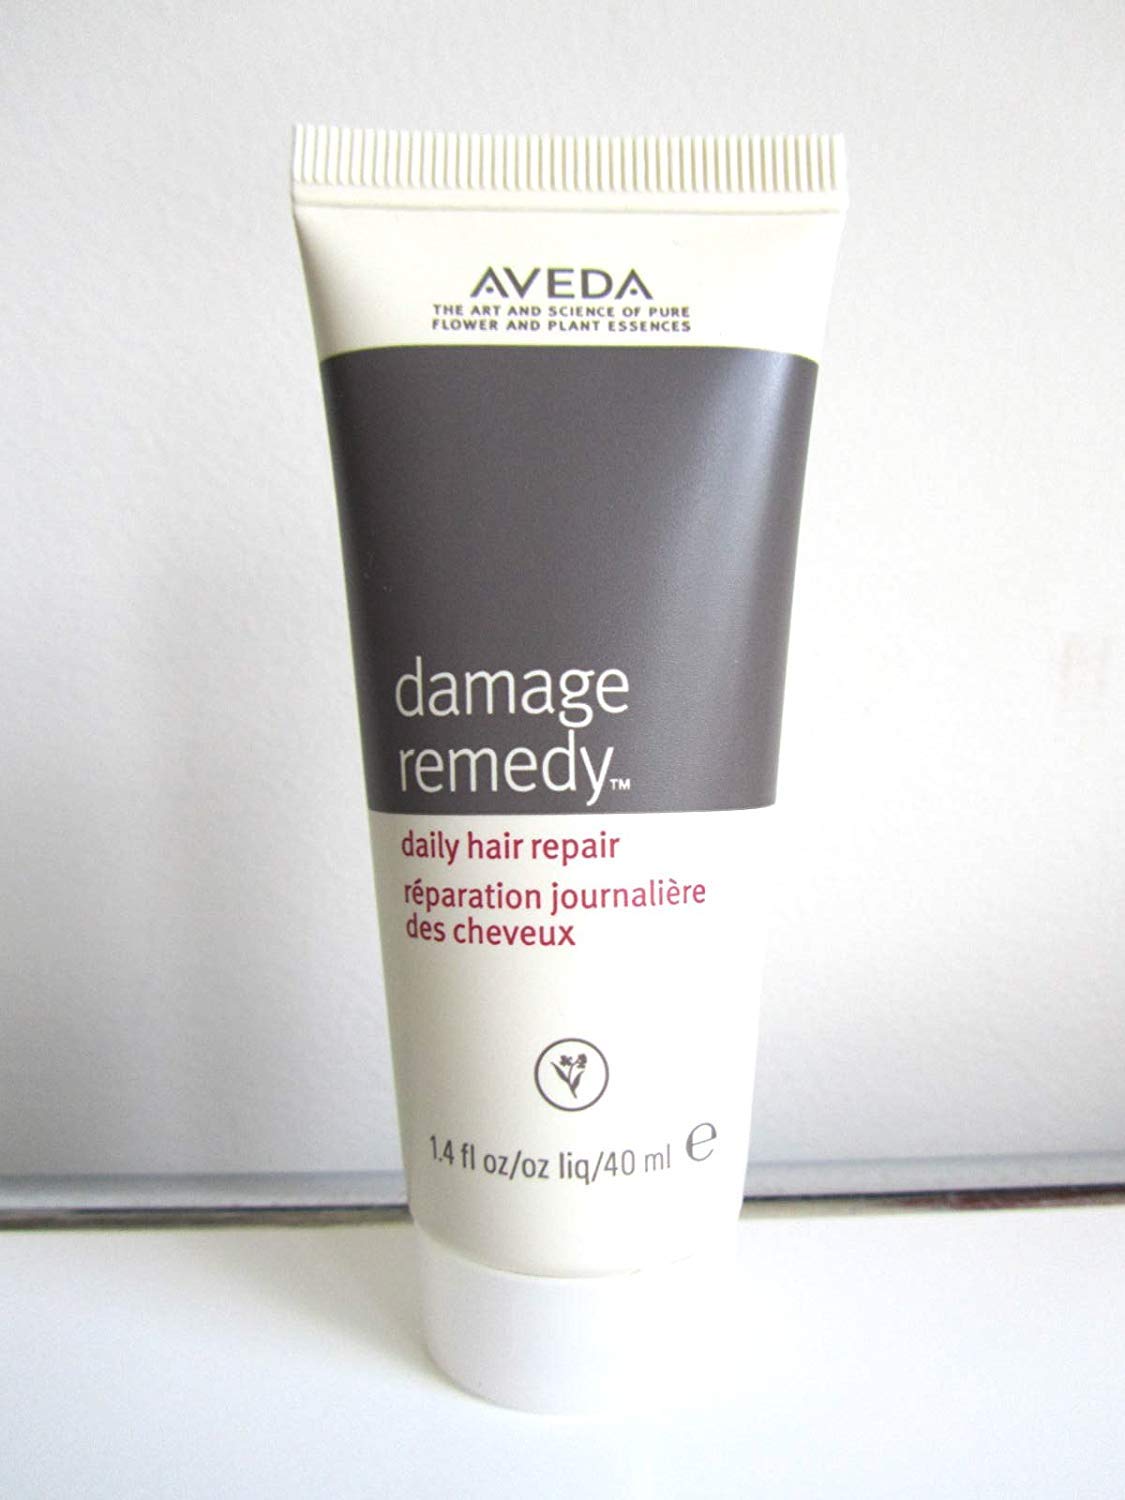 AVEDA
THE ART AND SCIENCE OF PURE
FLOWER AND PLANT ESSENCES
damage
remedy™
daily hair repair
réparation journalière
des cheveux
1.4 fl oz/oz liq/40 ml ℮